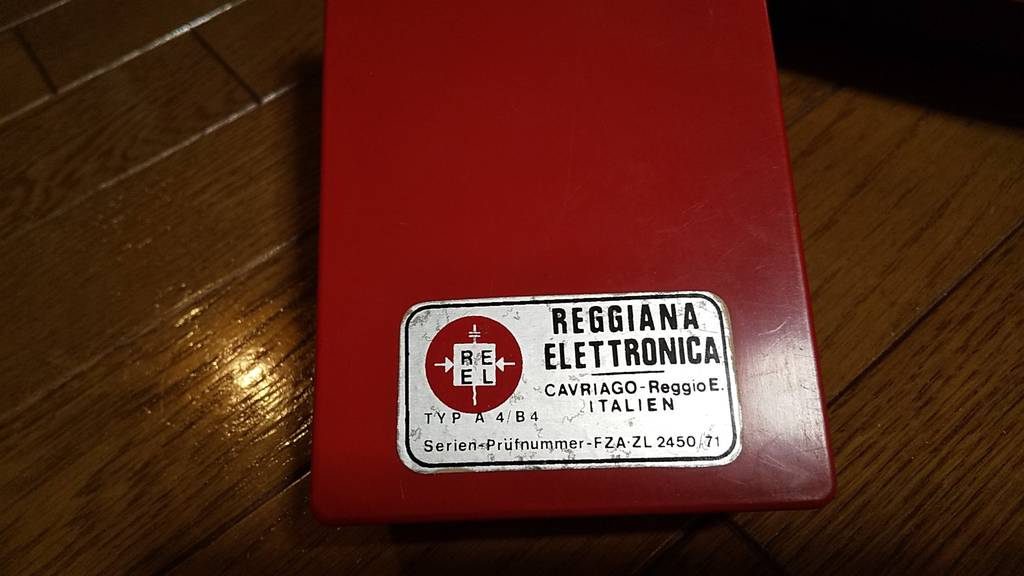 RE
EL
REGGIANA
ELETTRONICA
CAVRIAGO-Reggio E.
ITALIEN
TYP A 4/B4
Serien-Prüfnummer-FZA-ZL 2450/71